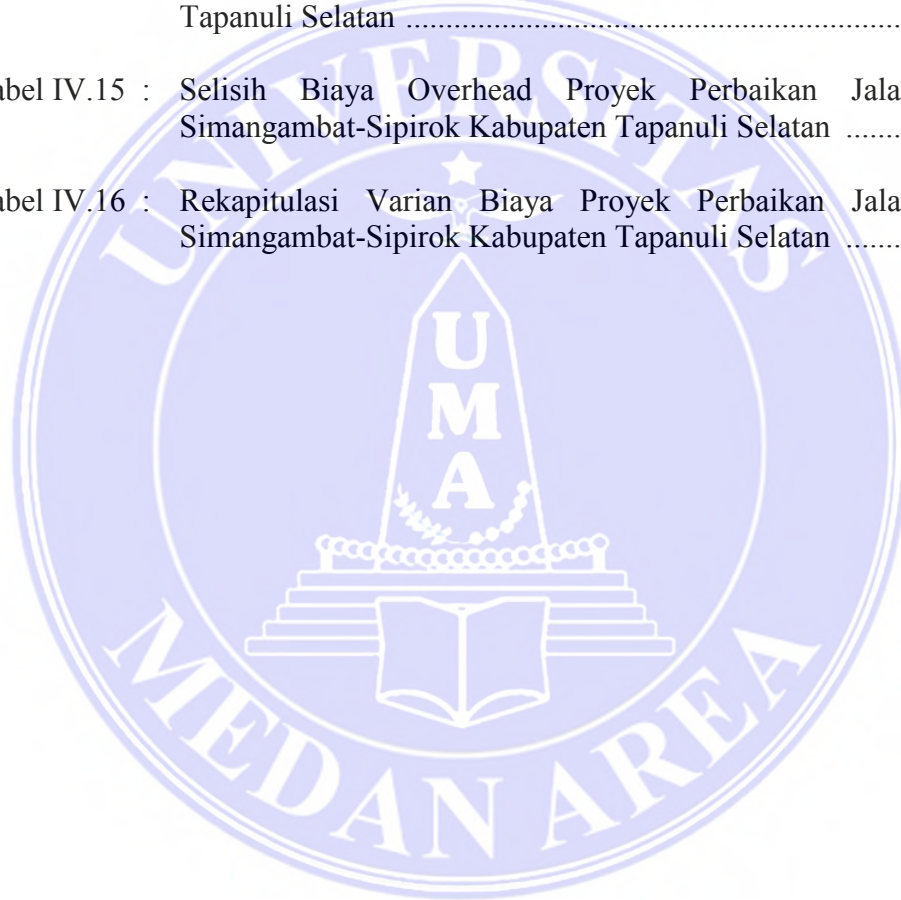 Tapanuli Selatan ..........................................................
abel IV.15 : Selisih Biaya Overhead Proyek Perbaikan Jala
Simangambat-Sipirok Kabupaten Tapanuli Selatan .......
abel IV.16 : Rekapitulasi Varian Biaya Proyek Perbaikan Jala
Simangambat-Sipirok Kabupaten Tapanuli Selatan .......
UNIVERSITAS
U
M
A
MEDAN AREA